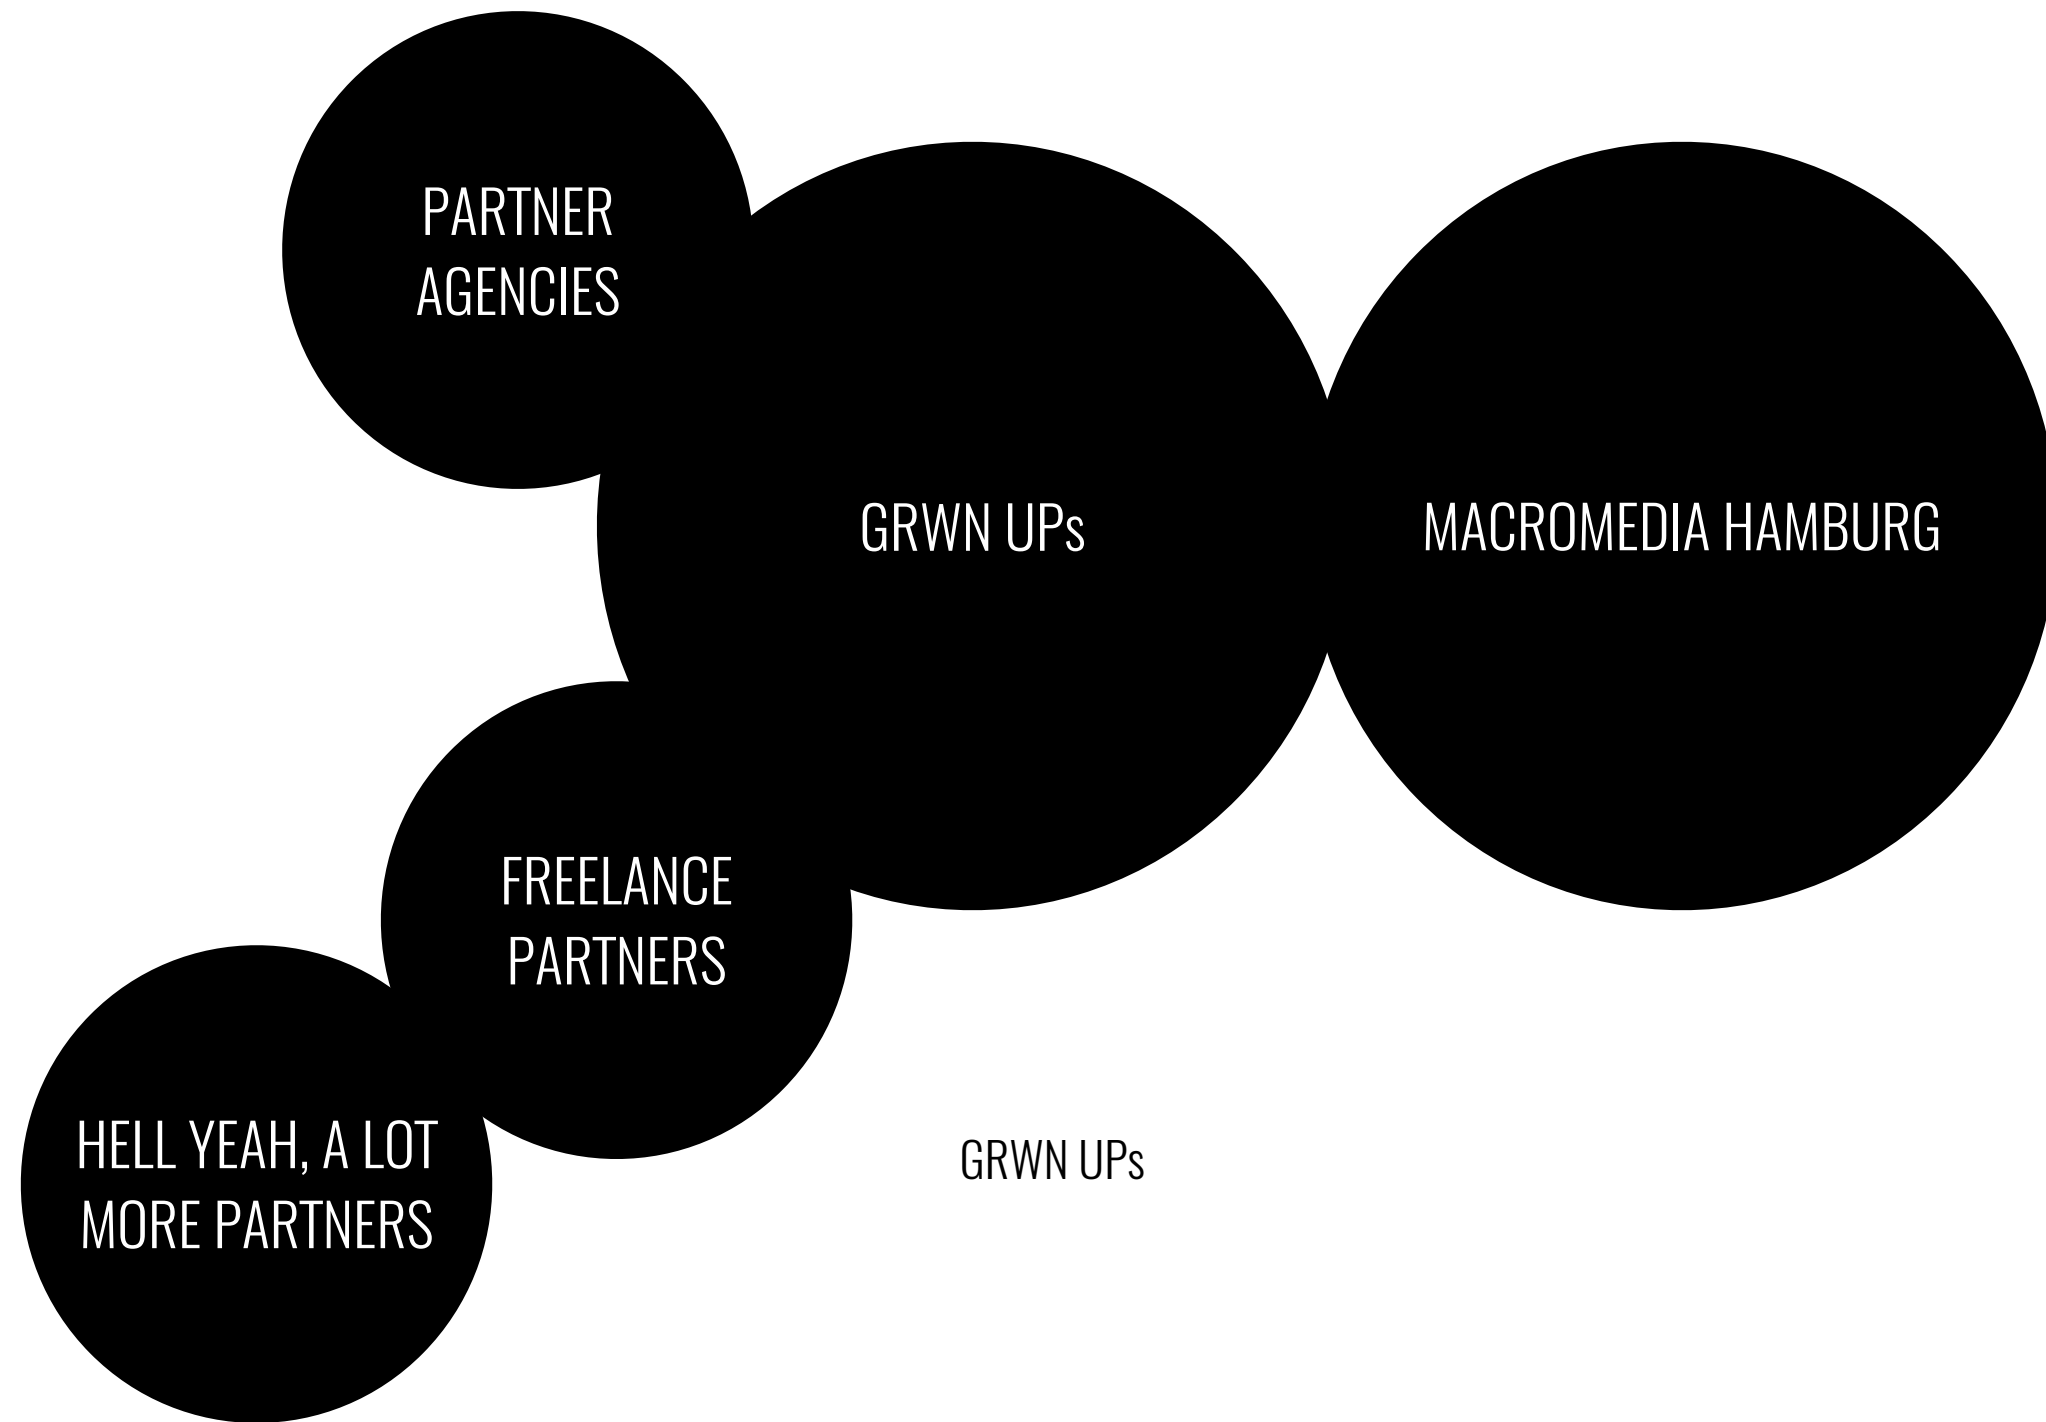 PARTNER
AGENCIES
GRWN UPs
MACROMEDIA HAMBURG
FREELANCE
PARTNERS
HELL YEAH, A LOT
MORE PARTNERS
GRWN UPs